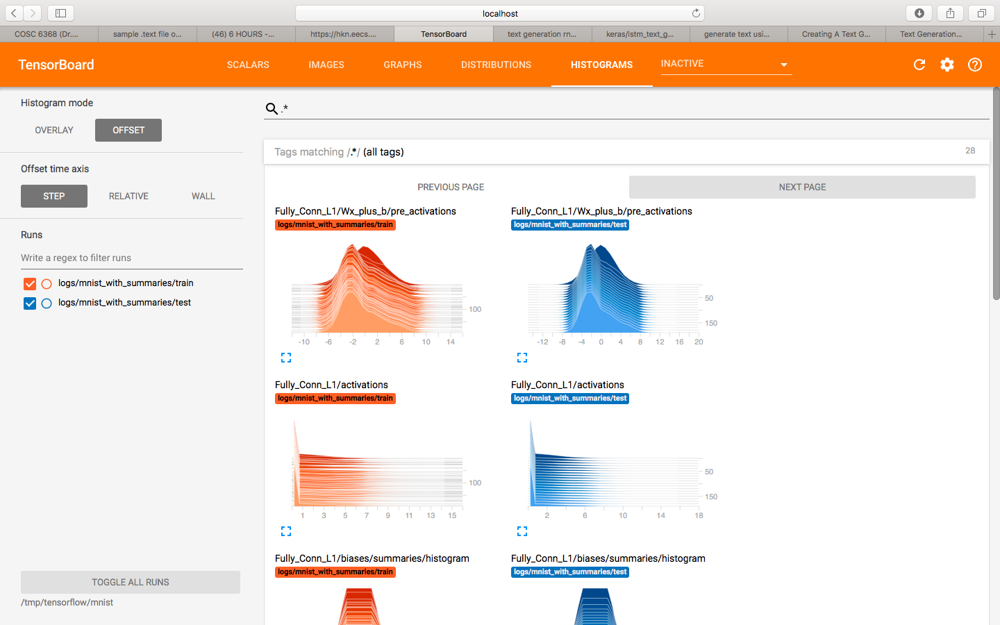 localhost
COSC 6368 (Dr....
sample .text file o...
(46) 6 HOURS -...
https://hkn.eecs....
TensorBoard
text generation rn...
keras/lstm_text_g...
generate text usi...
Creating A Text G...
Text Generation...
TensorBoard
SCALARS
IMAGES
GRAPHS
DISTRIBUTIONS
HISTOGRAMS
INACTIVE
Histogram mode
OVERLAY
OFFSET
Offset time axis
STEP
RELATIVE
WALL
Runs
Write a regex to filter runs
logs/mnist_with_summaries/train
logs/mnist_with_summaries/test
TOGGLE ALL RUNS
/tmp/tensorflow/mnist
.*
Tags matching /.*/ (all tags)
28
PREVIOUS PAGE
NEXT PAGE
Fully_Conn_L1/Wx_plus_b/pre_activations
logs/mnist_with_summaries/train
100
-10 -6 -2 2 6 10 14
Fully_Conn_L1/Wx_plus_b/pre_activations
logs/mnist_with_summaries/test
50
150
-12 -8 -4 0 4 8 12 16 20
Fully_Conn_L1/activations
logs/mnist_with_summaries/train
100
1 3 5 7 9 11 13 15
Fully_Conn_L1/activations
logs/mnist_with_summaries/test
50
150
2 6 10 14 18
Fully_Conn_L1/biases/summaries/histogram
logs/mnist_with_summaries/train
Fully_Conn_L1/biases/summaries/histogram
logs/mnist_with_summaries/test